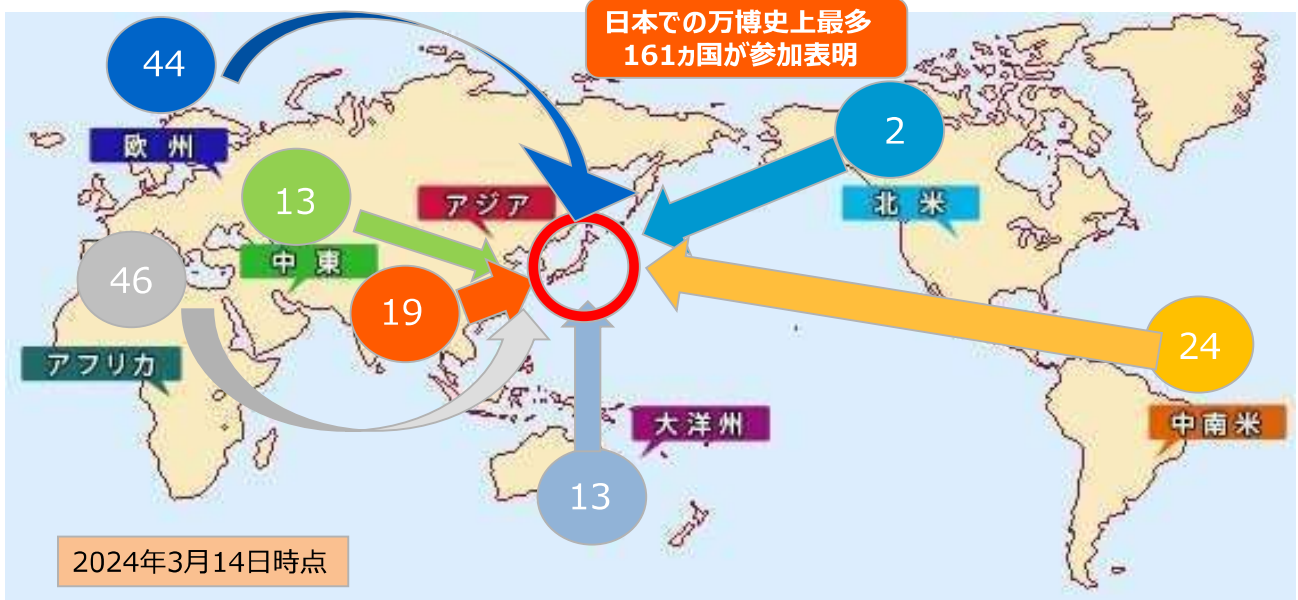 日本での万博史上最多
161ヵ国が参加表明
44
2
欧州
13
アジア
北米
中東
46
19
24
アフリカ
大洋州
中南米
13
2024年3月14日時点